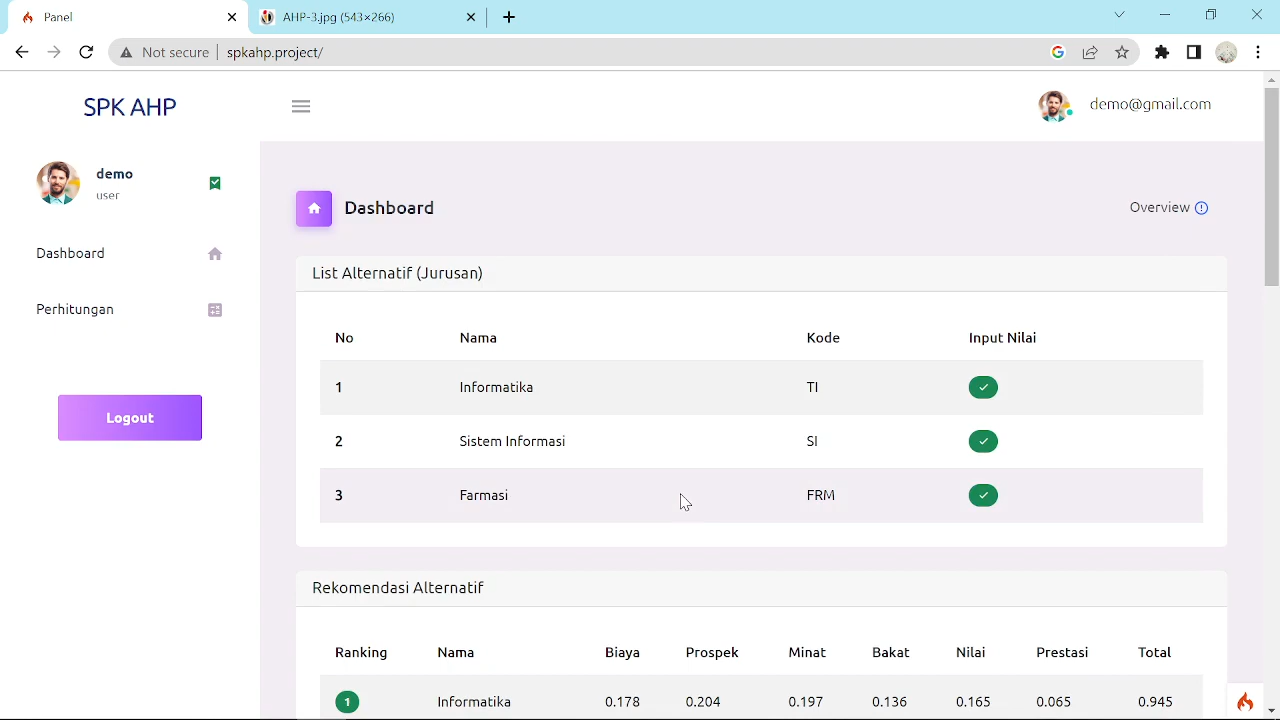 Panel
AHP-3.jpg (543×266)
Not secure
spkahp.project/
SPK AHP
demo@gmail.com
demo
user
Dashboard
Perhitungan
Logout
Dashboard
Overview
List Alternatif (Jurusan)
No Nama Kode Input Nilai
1 Informatika TI
2 Sistem Informasi SI
3 Farmasi FRM
Rekomendasi Alternatif
Ranking Nama Biaya Prospek Minat Bakat Nilai Prestasi Total
1 Informatika 0.178 0.204 0.197 0.136 0.165 0.065 0.945